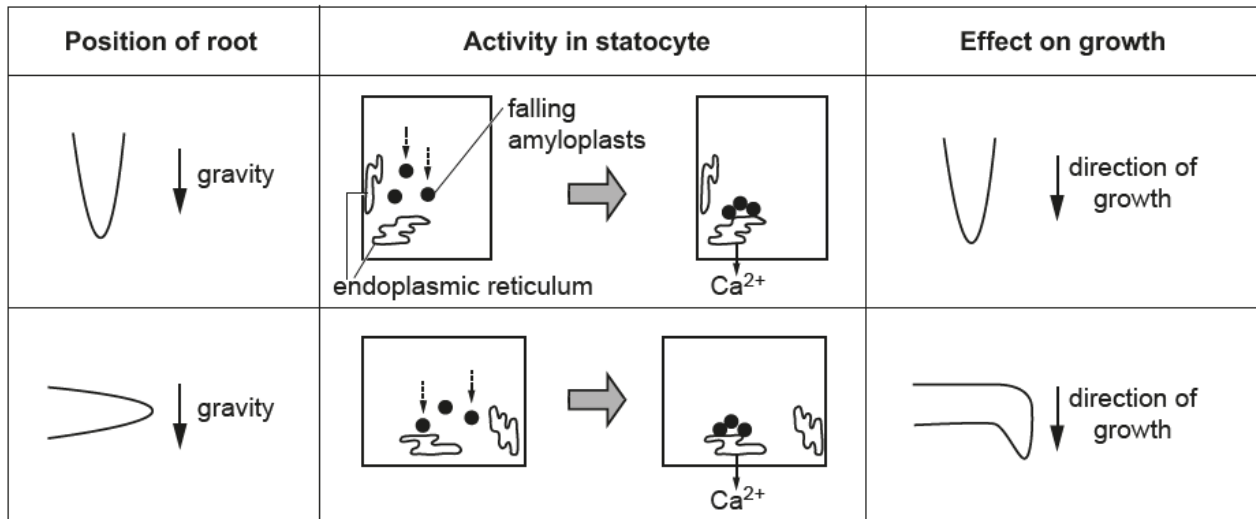 Position of root
Activity in statocyte
Effect on growth
gravity
falling
amyloplasts
endoplasmic reticulum
Ca²⁺
direction of
growth
gravity
Ca²⁺
direction of
growth